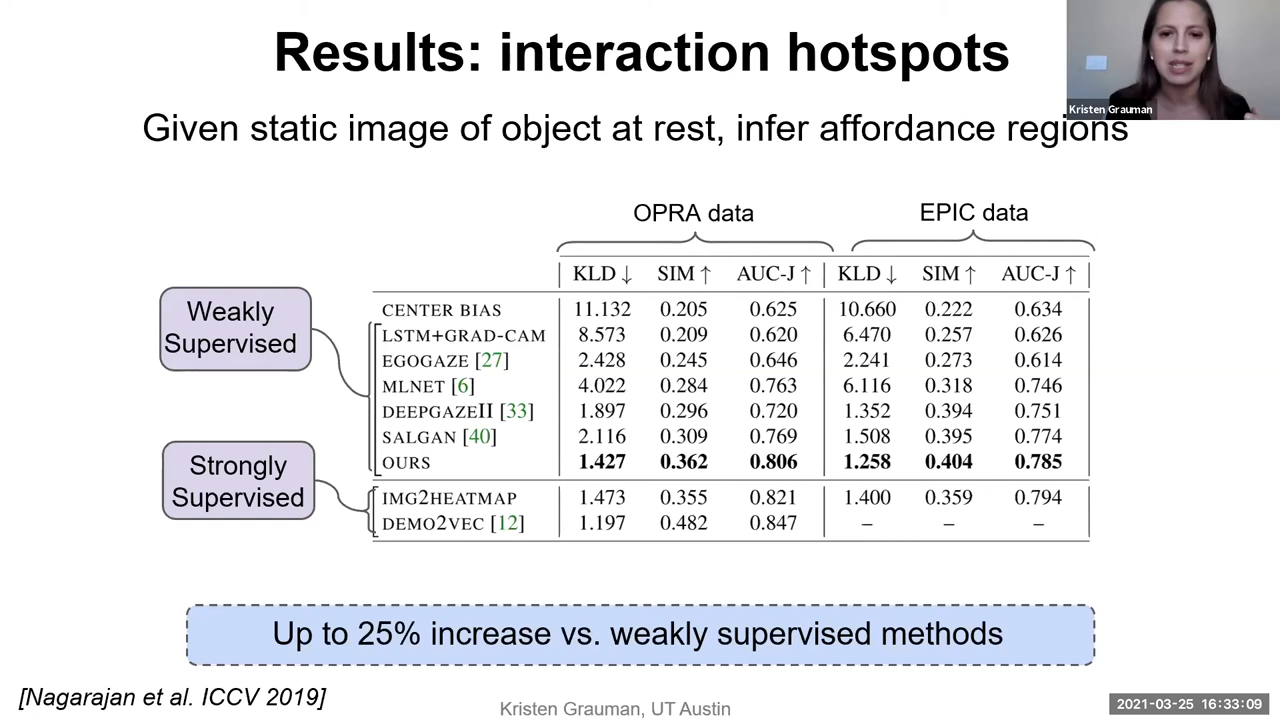 Results: interaction hotspots
Kristen Grauman
Given static image of object at rest, infer affordance regions
OPRA data EPIC data
KLD ↓ SIM ↑ AUC-J ↑ KLD ↓ SIM ↑ AUC-J ↑
Weakly
Supervised
CENTER BIAS 11.132 0.205 0.625 10.660 0.222 0.634
LSTM+GRAD-CAM 8.573 0.209 0.620 6.470 0.257 0.626
EGOGAZE [27] 2.428 0.245 0.646 2.241 0.273 0.614
MLNET [6] 4.022 0.284 0.763 6.116 0.318 0.746
DEEPGAZEII [33] 1.897 0.296 0.720 1.352 0.394 0.751
SALGAN [40] 2.116 0.309 0.769 1.508 0.395 0.774
OURS 1.427 0.362 0.806 1.258 0.404 0.785
Strongly
Supervised
IMG2HEATMAP 1.473 0.355 0.821 1.400 0.359 0.794
DEMO2VEC [12] 1.197 0.482 0.847 – – –
Up to 25% increase vs. weakly supervised methods
[Nagarajan et al. ICCV 2019]
Kristen Grauman, UT Austin
2021-03-25 16:33:09